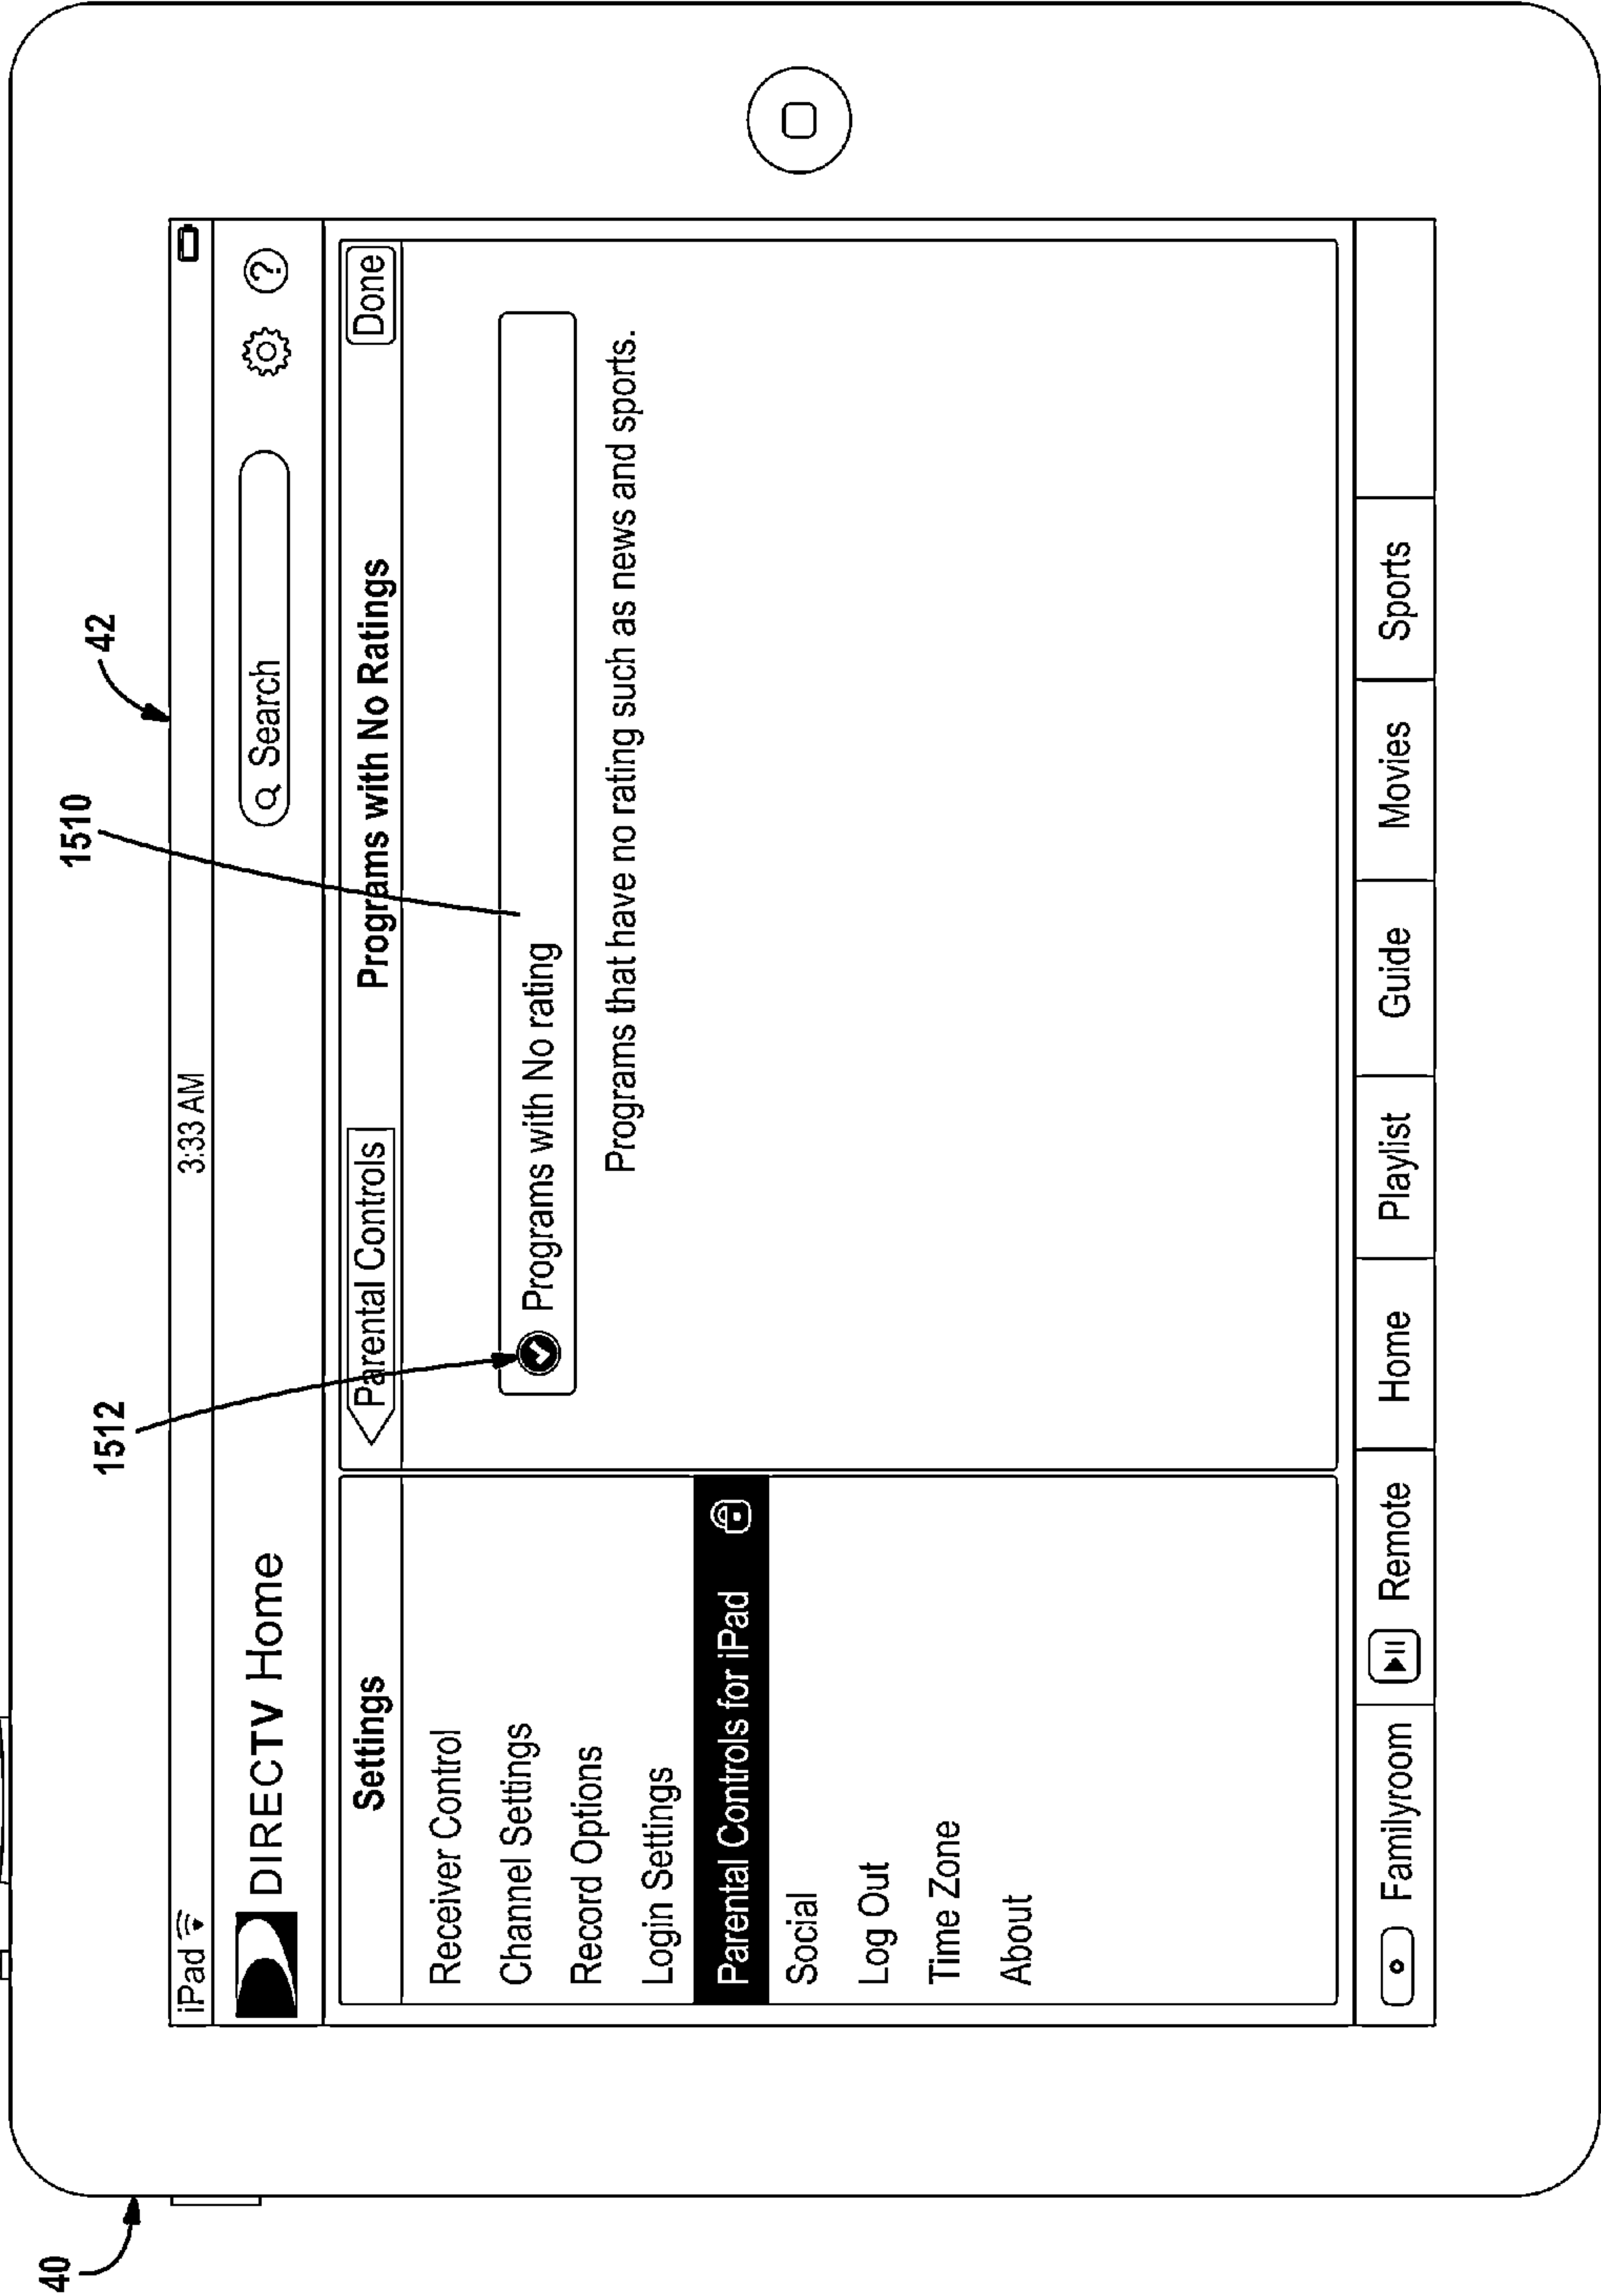 40
42
1510
1512
iPad 3:33 AM
DIRECTV Home Search ?
Settings
Receiver Control
Channel Settings
Record Options
Login Settings
Parental Controls for iPad
Social
Log Out
Time Zone
About
Parental Controls Programs with No Ratings Done
Programs with No rating
Programs that have no rating such as news and sports.
Familyroom Remote Home Playlist Guide Movies Sports